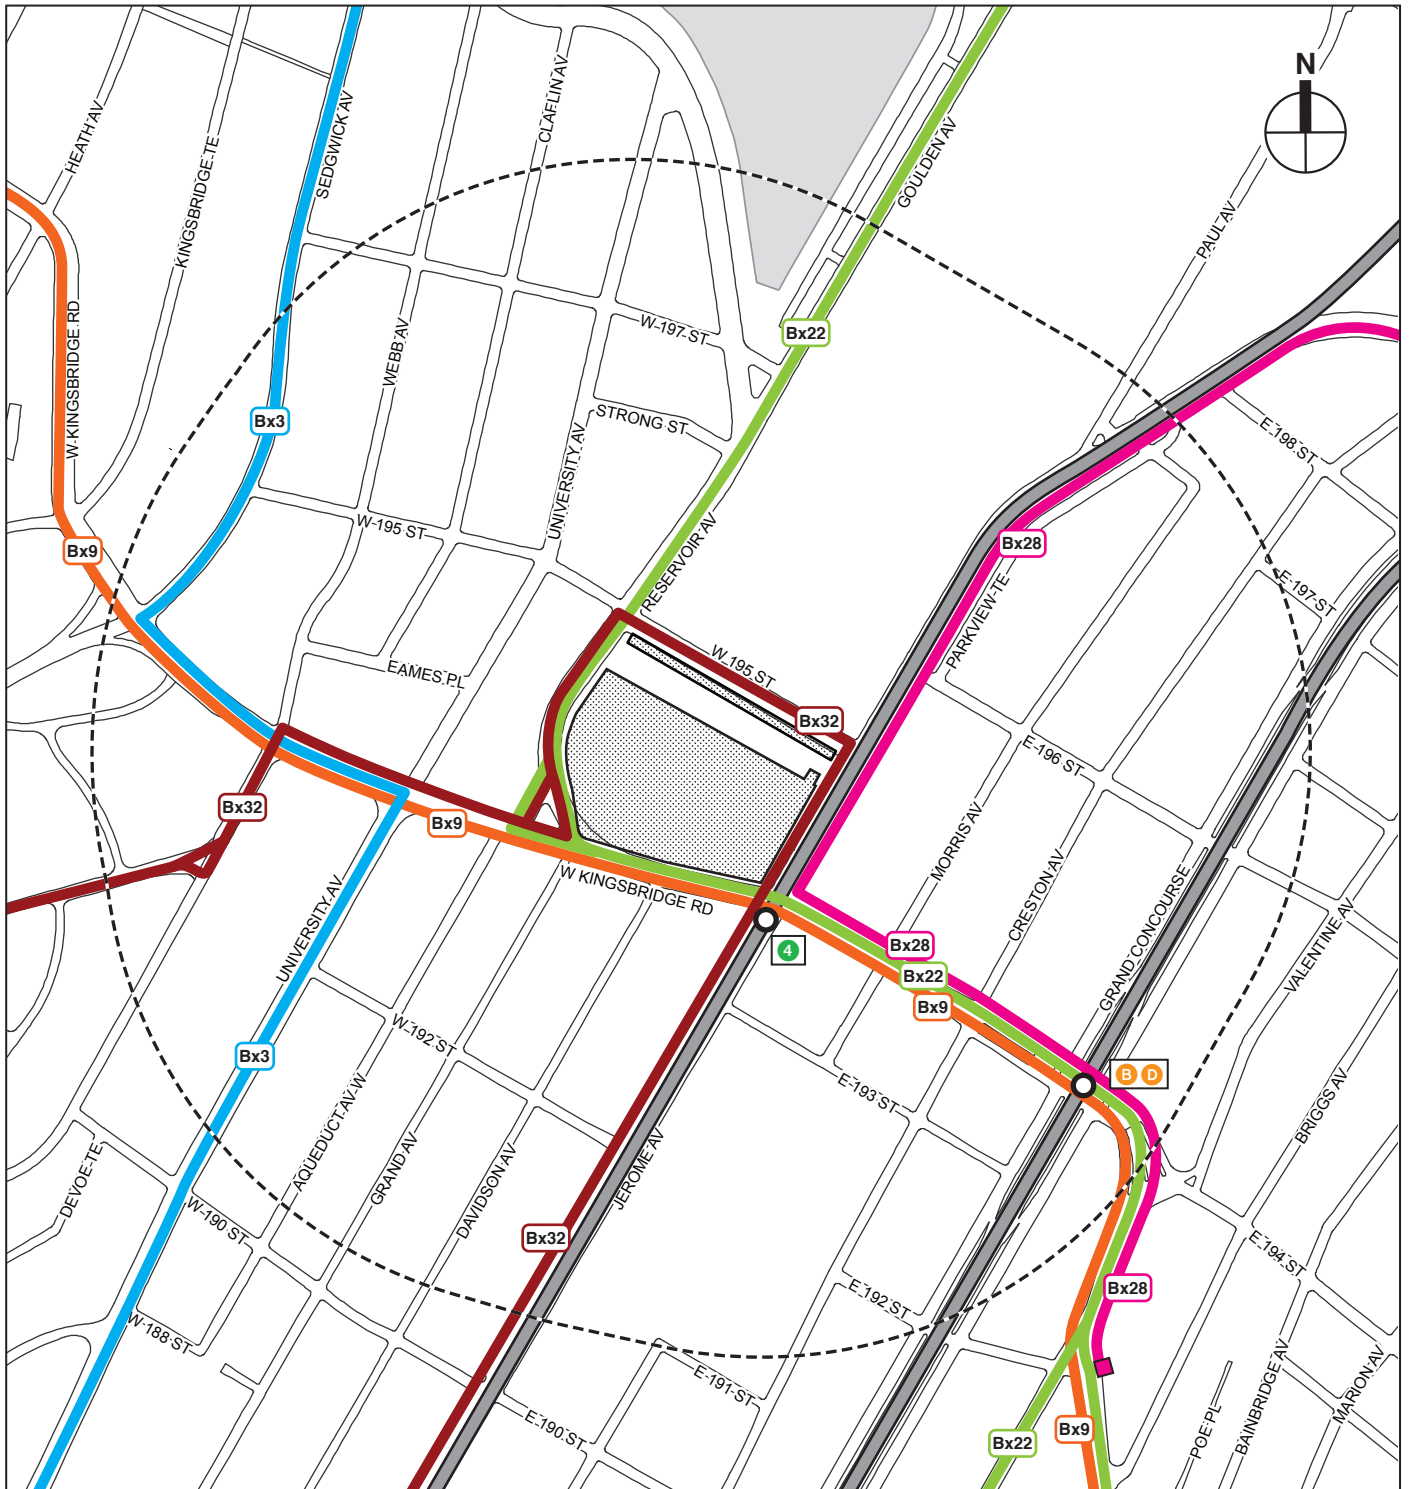 N
HEATH AV
KINGSBRIDGE TE
SEDGWICK AV
CLAFLIN AV
GOULDEN AV
PAUL AV
W KINGSBRIDGE RD
WEBB AV
W 197 ST
Bx22
Bx3
STRONG ST
UNIVERSITY AV
E 198 ST
W 195 ST
Bx9
Bx28
RESERVOIR AV
E 197 ST
PARKVIEW TE
EAMES PL
W 195 ST
Bx32
E 196 ST
Bx32
Bx9
MORRIS AV
CRESTON AV
GRAND CONCOURSE
VALENTINE AV
W KINGSBRIDGE RD
UNIVERSITY AV
4
Bx28
Bx22
Bx9
W 192 ST
Bx3
B D
E 193 ST
BRIGGS AV
AQUEDUCT AV W
GRAND AV
DAVIDSON AV
JEROME AV
DEVOE TE
W 190 ST
Bx32
E 194 ST
E 192 ST
Bx28
W 188 ST
E 191 ST
E 190 ST
Bx22
Bx9
POE PL
BAINBRIDGE AV
MARION AV